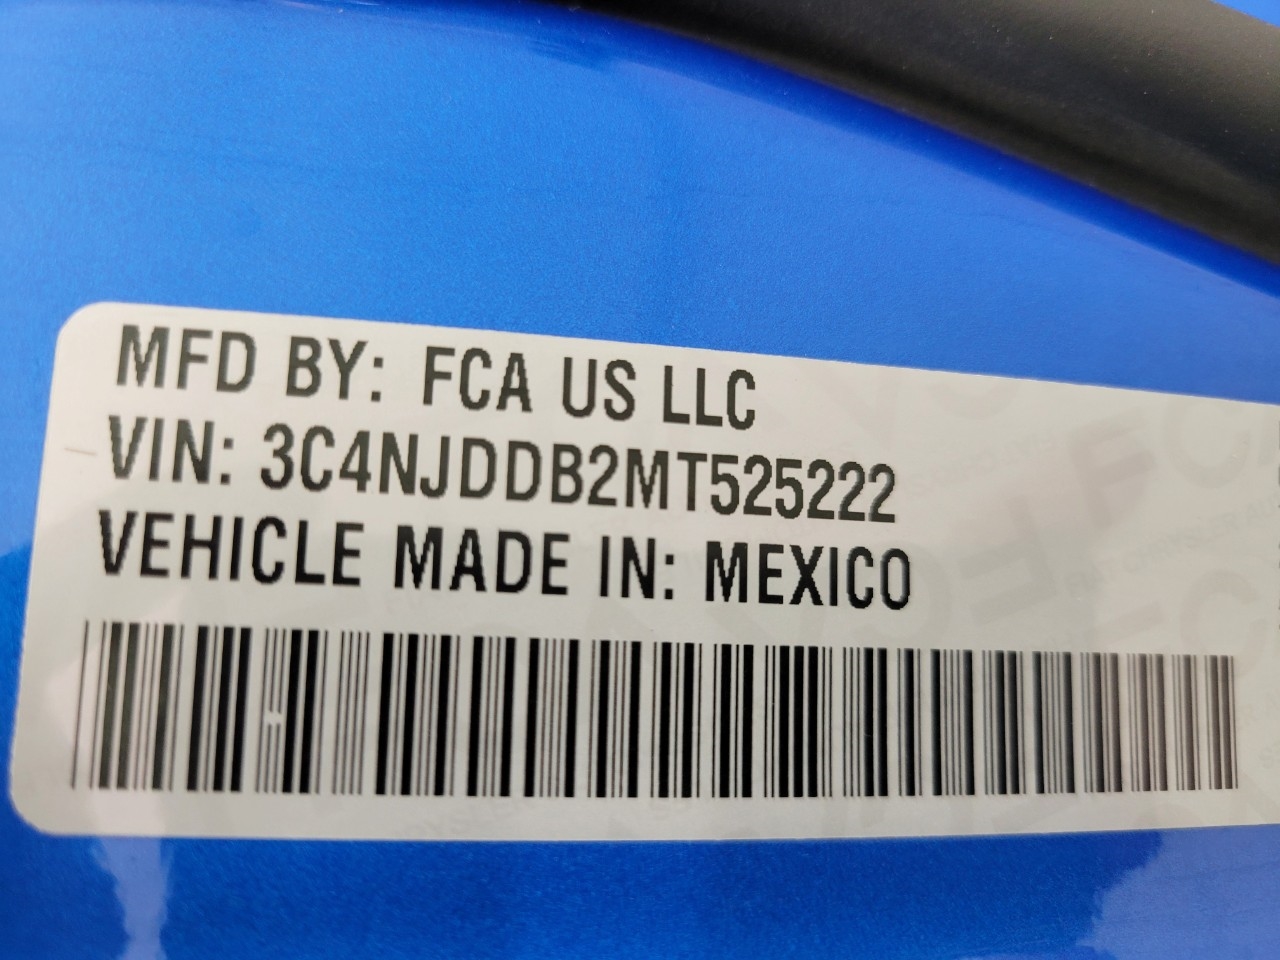 MFD BY: FCA US LLC
VIN: 3C4NJDDB2MT525222
VEHICLE MADE IN: MEXICO